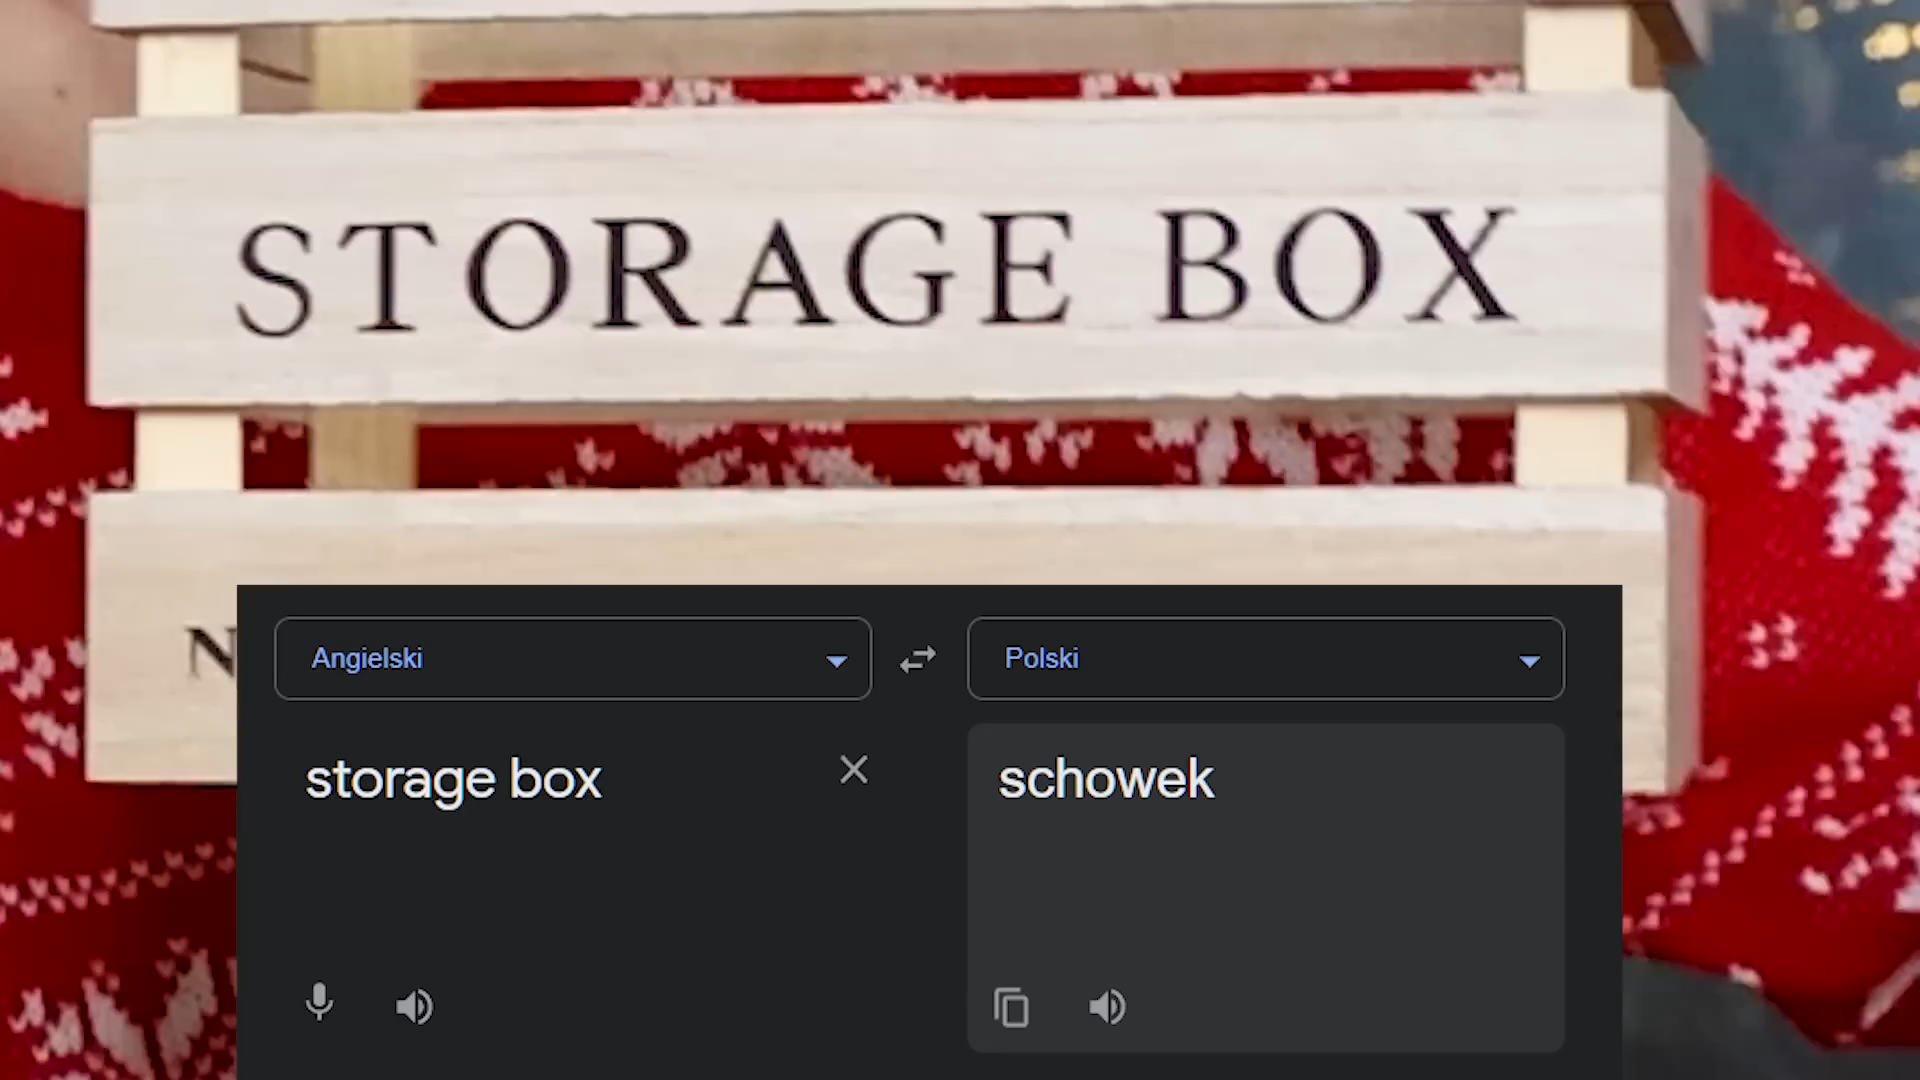 STORAGE BOX
N
Angielski
Polski
storage box
schowek